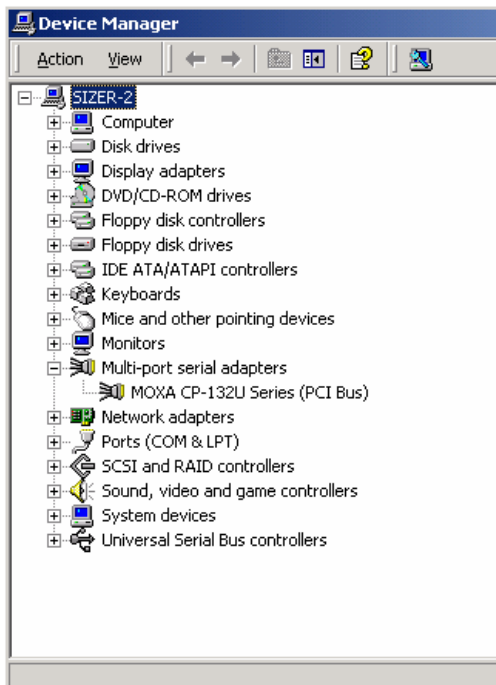 Device Manager
Action View
SIZER-2
Computer
Disk drives
Display adapters
DVD/CD-ROM drives
Floppy disk controllers
Floppy disk drives
IDE ATA/ATAPI controllers
Keyboards
Mice and other pointing devices
Monitors
Multi-port serial adapters
MOXA CP-132U Series (PCI Bus)
Network adapters
Ports (COM & LPT)
SCSI and RAID controllers
Sound, video and game controllers
System devices
Universal Serial Bus controllers